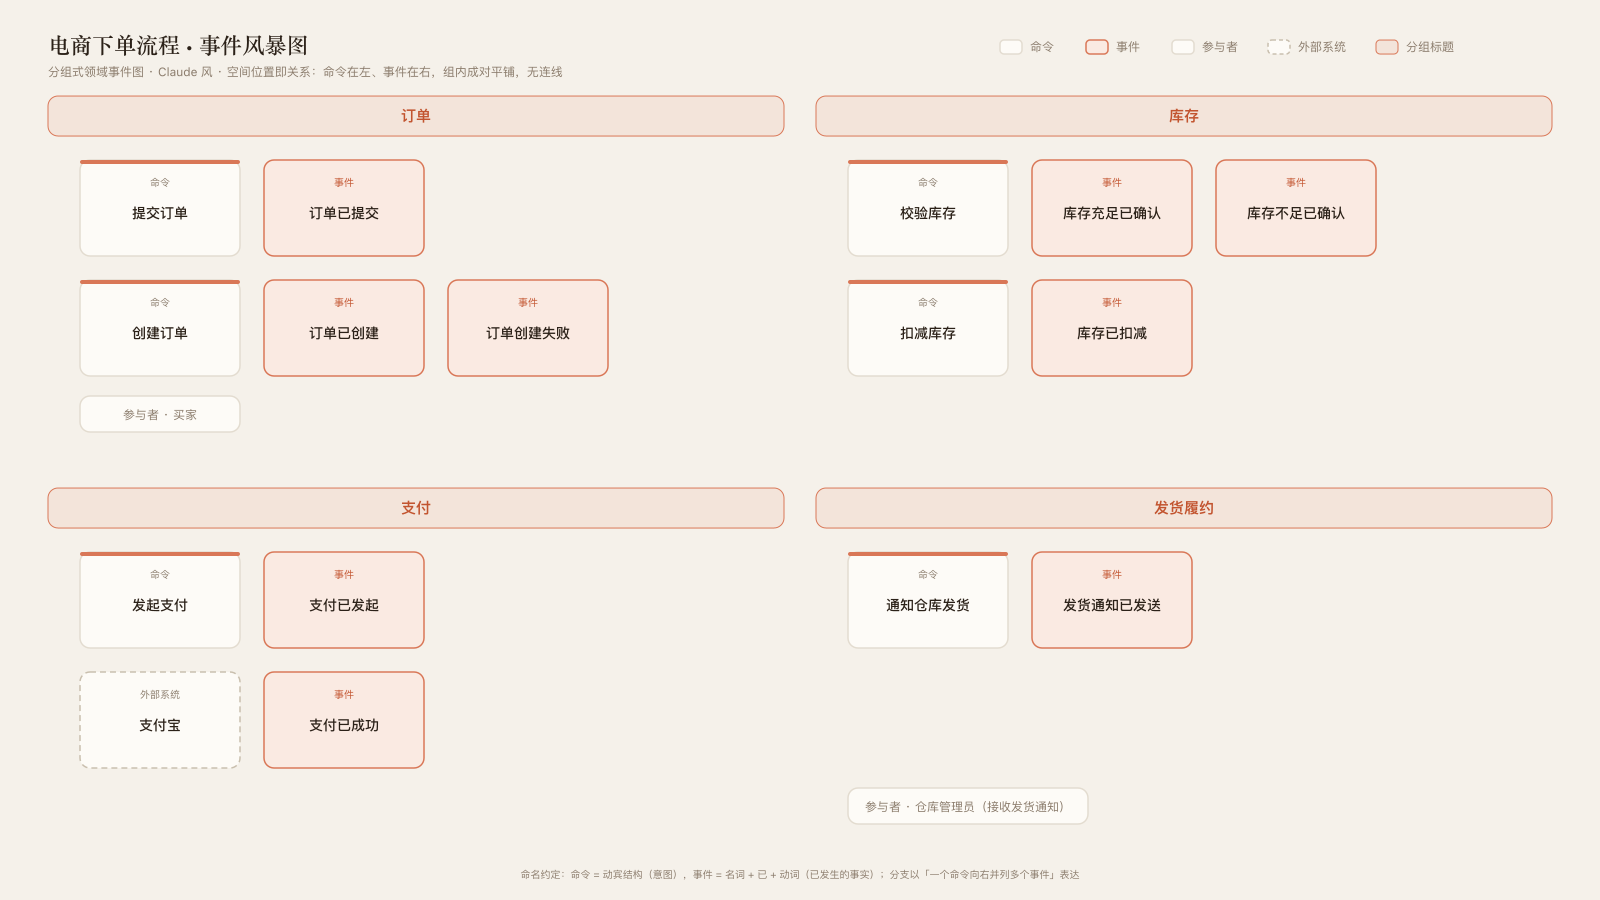 电商下单流程 · 事件风暴图
分组式领域事件图 · Claude 风 · 空间位置即关系：命令在左、事件在右，组内成对平铺，无连线
命令
事件
参与者
外部系统
分组标题
订单
命令
提交订单
事件
订单已提交
命令
创建订单
事件
订单已创建
事件
订单创建失败
参与者 · 买家
库存
命令
校验库存
事件
库存充足已确认
事件
库存不足已确认
命令
扣减库存
事件
库存已扣减
支付
命令
发起支付
事件
支付已发起
外部系统
支付宝
事件
支付已成功
发货履约
命令
通知仓库发货
事件
发货通知已发送
参与者 · 仓库管理员（接收发货通知）
命名约定：命令 = 动宾结构（意图），事件 = 名词 + 已 + 动词（已发生的事实）；分支以「一个命令向右并列多个事件」表达